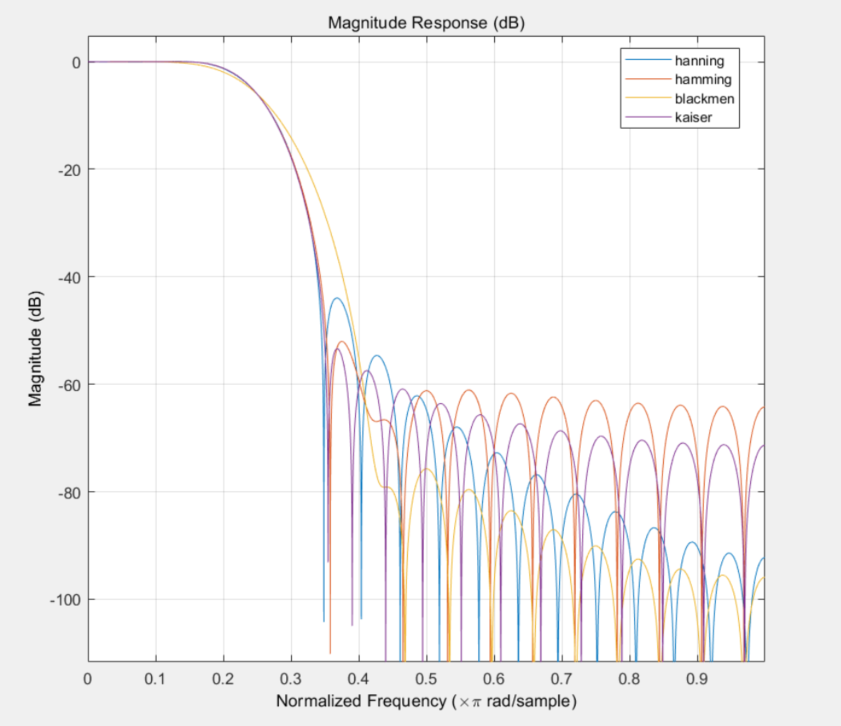 Magnitude Response (dB)
hanning
hamming
blackmen
kaiser
0
-20
-40
-60
-80
-100
Magnitude (dB)
0 0.1 0.2 0.3 0.4 0.5 0.6 0.7 0.8 0.9
Normalized Frequency (×π rad/sample)